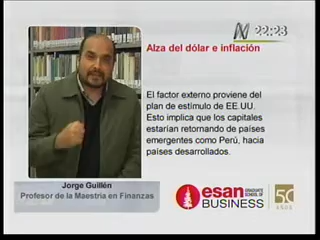 N 22:23
Alza del dólar e inflación
El factor externo proviene del
plan de estímulo de EE.UU.
Esto implica que los capitales
estarían retornando de países
emergentes como Perú, hacia
países desarrollados.
Jorge Guillén
Profesor de la Maestria en Finanzas
esan
GRADUATE
SCHOOL OF
BUSINESS
50
AÑOS